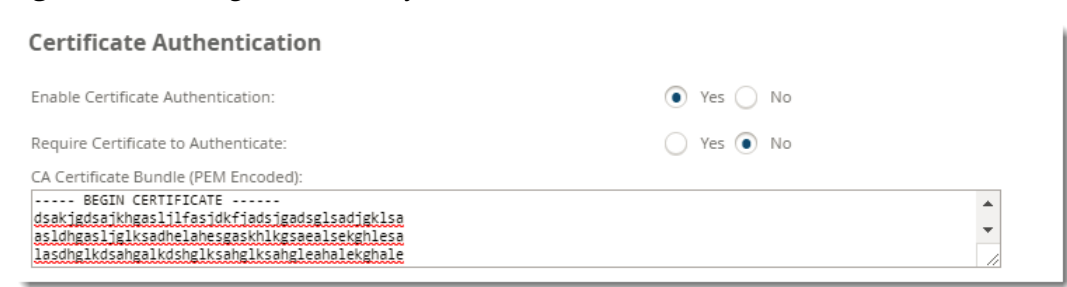 Certificate Authentication
Enable Certificate Authentication: Yes No
Require Certificate to Authenticate: Yes No
CA Certificate Bundle (PEM Encoded):
----- BEGIN CERTIFICATE ------
dsakjgdsajkhgasljlfasjdkfjadsjgadsglsadjgklsa
asldhgasljglksadhelahesgaskhlkgsaealsekghlesa
lasdhglkdsahgalkdshglksahglksahgleahalekghale